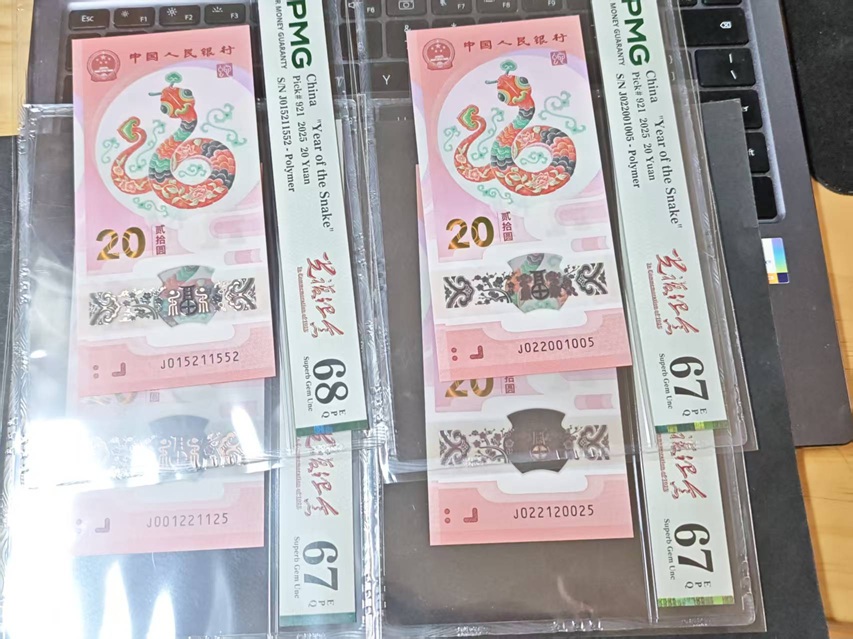 Esc F1 F2 F3
Y
中国人民银行
20
贰拾圆
J015211552
PMG
MONEY GUARANTY
China "Year of the Snake"
Pick# 921 2025 20 Yuan
S/N J015211552 - Polymer
68 EPQ
Superb Gem Unc
中国人民银行
20
贰拾圆
J022001005
PMG
MONEY GUARANTY
China "Year of the Snake"
Pick# 921 2025 20 Yuan
S/N J022001005 - Polymer
67 EPQ
Superb Gem Unc
J001221125
67 EPQ
Superb Gem Unc
20
J022120025
67 EPQ
Superb Gem Unc